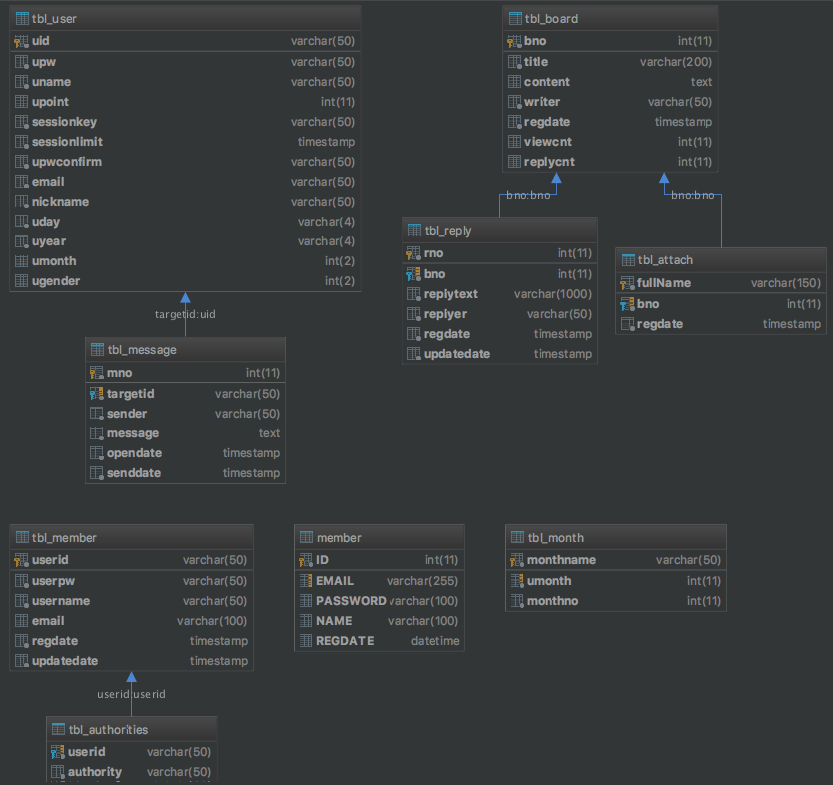 tbl_user
uid varchar(50)
upw varchar(50)
uname varchar(50)
upoint int(11)
sessionkey varchar(50)
sessionlimit timestamp
upwconfirm varchar(50)
email varchar(50)
nickname varchar(50)
uday varchar(4)
uyear varchar(4)
umonth int(2)
ugender int(2)
targetid:uid
tbl_message
mno int(11)
targetid varchar(50)
sender varchar(50)
message text
opendate timestamp
senddate timestamp
tbl_board
bno int(11)
title varchar(200)
content text
writer varchar(50)
regdate timestamp
viewcnt int(11)
replycnt int(11)
bno:bno
bno:bno
tbl_reply
rno int(11)
bno int(11)
replytext varchar(1000)
replyer varchar(50)
regdate timestamp
updatedate timestamp
tbl_attach
fullName varchar(150)
bno int(11)
regdate timestamp
tbl_member
userid varchar(50)
userpw varchar(50)
username varchar(50)
email varchar(100)
regdate timestamp
updatedate timestamp
userid:userid
tbl_authorities
userid varchar(50)
authority varchar(50)
member
ID int(11)
EMAIL varchar(255)
PASSWORD varchar(100)
NAME varchar(100)
REGDATE datetime
tbl_month
monthname varchar(50)
umonth int(11)
monthno int(11)